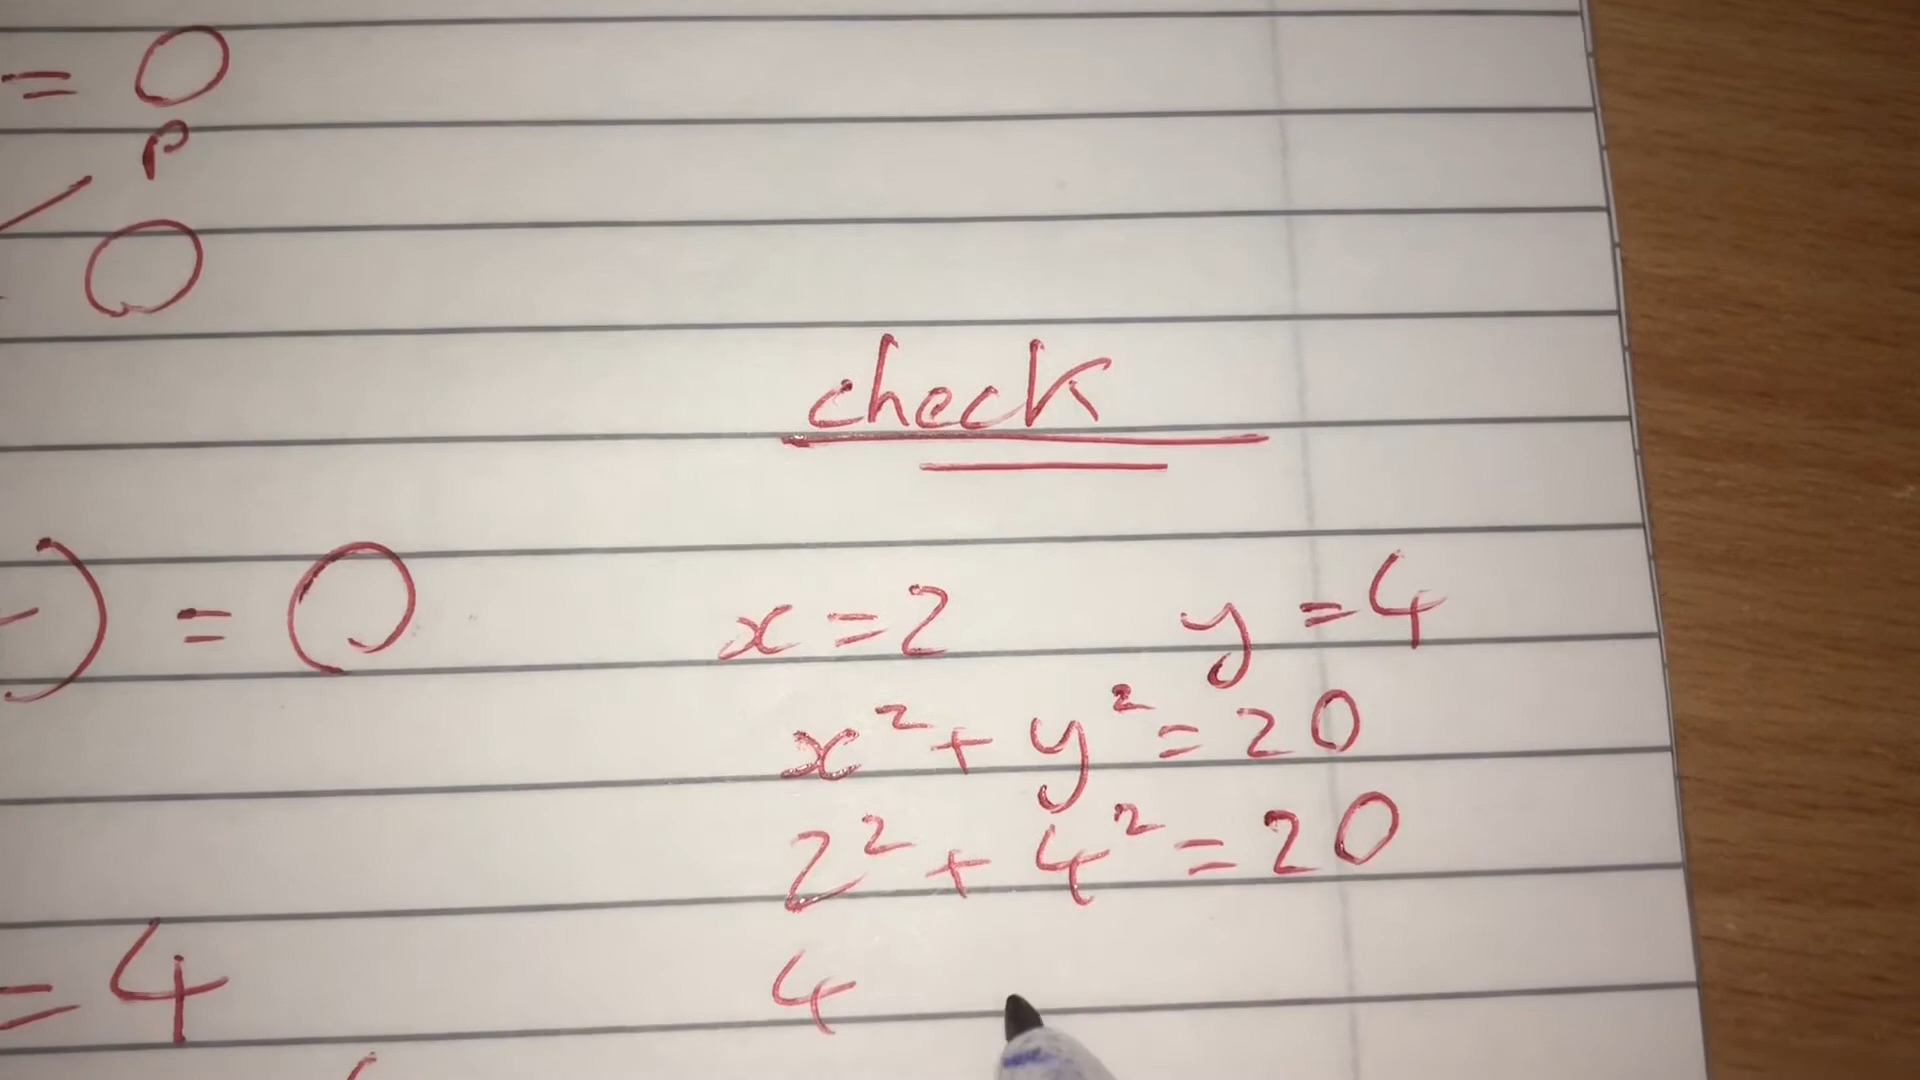 = 0
P
0
check
-) = 0
x = 2 y = 4
x² + y² = 20
2² + 4² = 20
= 4
4